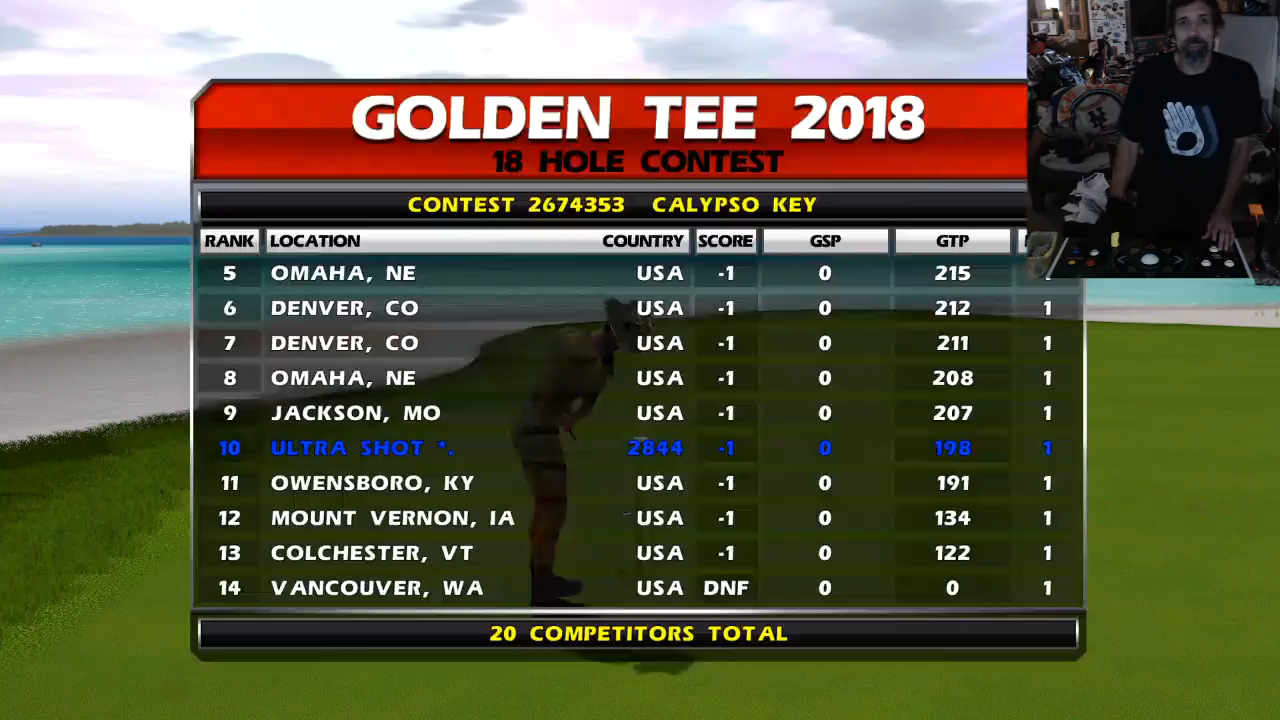 GOLDEN TEE 2018
18 HOLE CONTEST
CONTEST 2674353 CALYPSO KEY
RANK LOCATION COUNTRY SCORE GSP GTP
5 OMAHA, NE USA -1 0 215
6 DENVER, CO USA -1 0 212 1
7 DENVER, CO USA -1 0 211 1
8 OMAHA, NE USA -1 0 208 1
9 JACKSON, MO USA -1 0 207 1
10 ULTRA SHOT *. 2844 -1 0 198 1
11 OWENSBORO, KY USA -1 0 191 1
12 MOUNT VERNON, IA USA -1 0 134 1
13 COLCHESTER, VT USA -1 0 122 1
14 VANCOUVER, WA USA DNF 0 0 1
20 COMPETITORS TOTAL